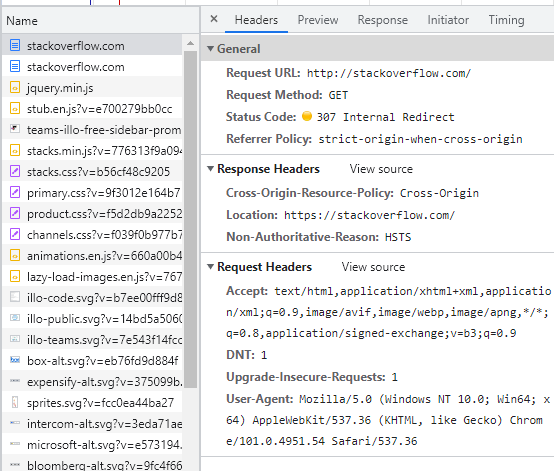 Name
stackoverflow.com
stackoverflow.com
jquery.min.js
stub.en.js?v=e700279bb0cc
teams-illo-free-sidebar-prom
stacks.min.js?v=776313f9a094
stacks.css?v=b56cf48c9205
primary.css?v=9f3012e164b7
product.css?v=f5d2db9a2252
channels.css?v=f039f0b977b7
animations.en.js?v=660a00b4
lazy-load-images.en.js?v=767
illo-code.svg?v=b7ee00fff9d8
illo-public.svg?v=14bd5a5060
illo-teams.svg?v=7e543f14fcc
box-alt.svg?v=eb76fd9d884f
expensify-alt.svg?v=375099b
sprites.svg?v=fcc0ea44ba27
intercom-alt.svg?v=3eda71ae
microsoft-alt.svg?v=e573194
bloomberg-alt.svg?v=9fc4f66
× Headers Preview Response Initiator Timing
▼ General
Request URL: http://stackoverflow.com/
Request Method: GET
Status Code: 307 Internal Redirect
Referrer Policy: strict-origin-when-cross-origin
▼ Response Headers View source
Cross-Origin-Resource-Policy: Cross-Origin
Location: https://stackoverflow.com/
Non-Authoritative-Reason: HSTS
▼ Request Headers View source
Accept: text/html,application/xhtml+xml,applicatio
n/xml;q=0.9,image/avif,image/webp,image/apng,*/*;
q=0.8,application/signed-exchange;v=b3;q=0.9
DNT: 1
Upgrade-Insecure-Requests: 1
User-Agent: Mozilla/5.0 (Windows NT 10.0; Win64; x
64) AppleWebKit/537.36 (KHTML, like Gecko) Chrom
e/101.0.4951.54 Safari/537.36